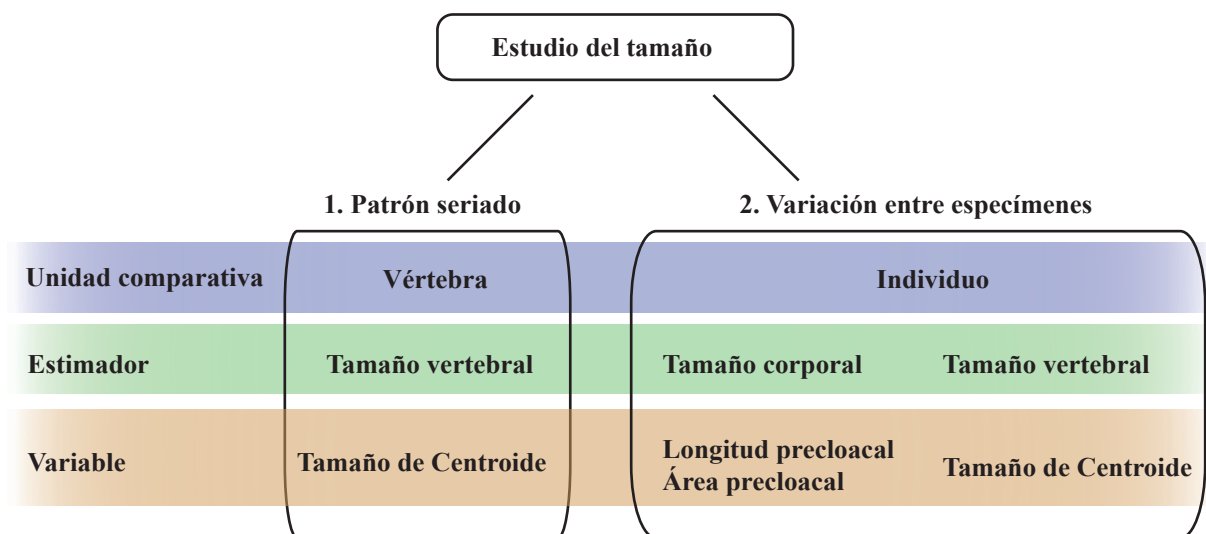 Estudio del tamaño
1. Patrón seriado
2. Variación entre especímenes
Unidad comparativa
Vértebra
Individuo
Estimador
Tamaño vertebral
Tamaño corporal
Tamaño vertebral
Variable
Tamaño de Centroide
Longitud precloacal
Área precloacal
Tamaño de Centroide